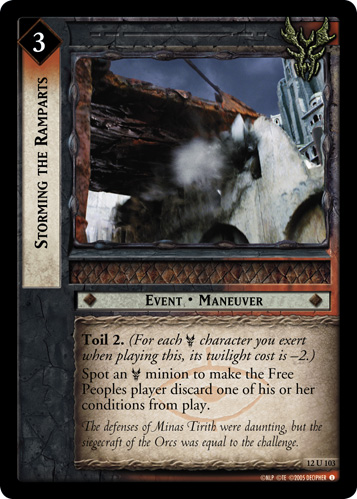 3
STORMING THE RAMPARTS
EVENT • MANEUVER
Toil 2. (For each character you exert
when playing this, its twilight cost is –2.)
Spot an minion to make the Free
Peoples player discard one of his or her
conditions from play.
The defenses of Minas Tirith were daunting, but the
siegecraft of the Orcs was equal to the challenge.
12 U 103
©NLP ©TE ©2005 DECIPHER